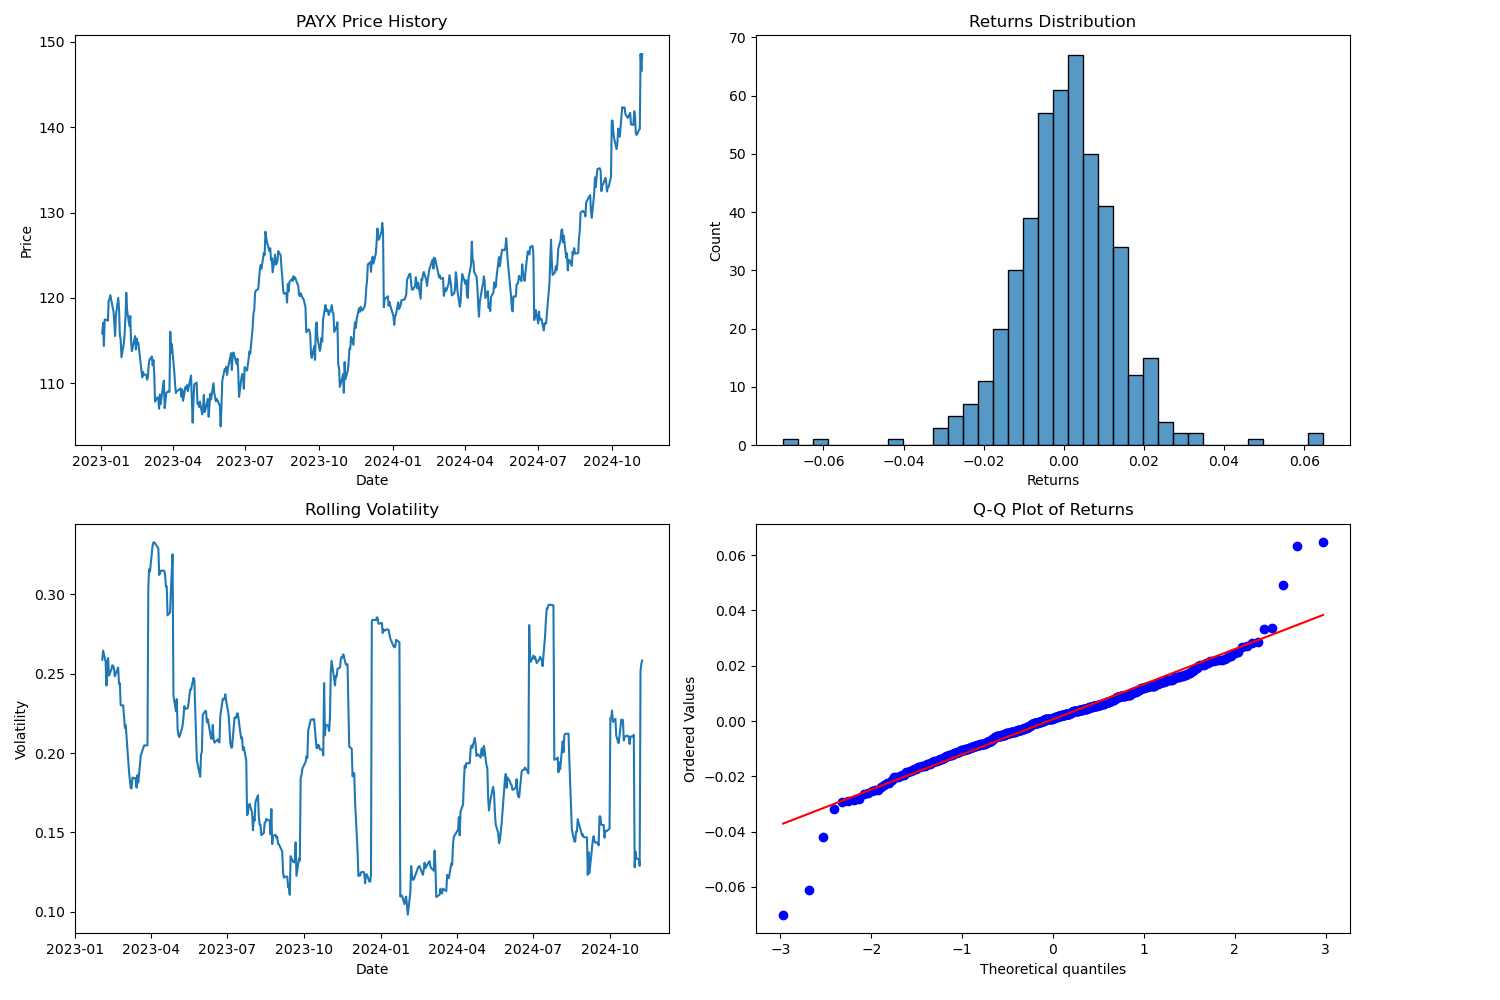 PAYX Price History
150
140
130
120
110
Price
2023-01 2023-04 2023-07 2023-10 2024-01 2024-04 2024-07 2024-10
Date
Returns Distribution
70
60
50
40
30
20
10
0
Count
−0.06 −0.04 −0.02 0.00 0.02 0.04 0.06
Returns
Rolling Volatility
0.30
0.25
0.20
0.15
0.10
Volatility
2023-01 2023-04 2023-07 2023-10 2024-01 2024-04 2024-07 2024-10
Date
Q-Q Plot of Returns
0.06
0.04
0.02
0.00
−0.02
−0.04
−0.06
Ordered Values
−3 −2 −1 0 1 2 3
Theoretical quantiles